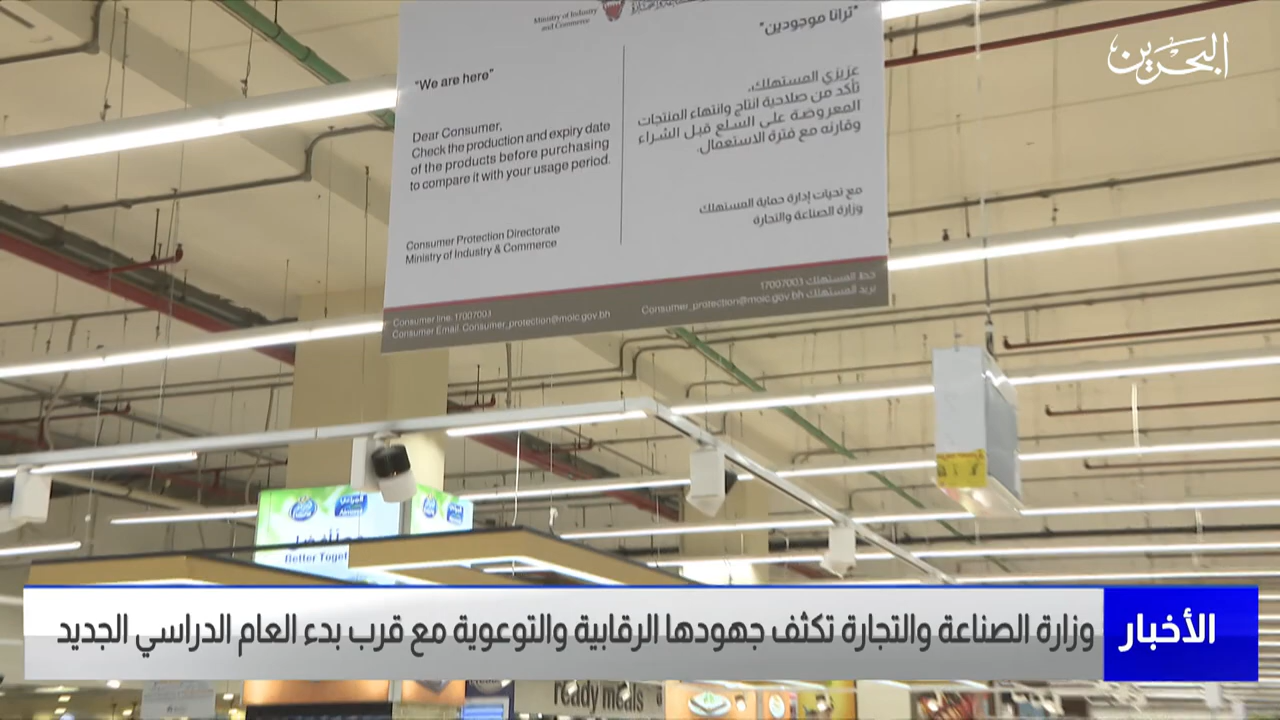 Ministry of Industry
and Commerce
البحرين
"We are here"
Dear Consumer,
Check the production and expiry date
of the products before purchasing
to compare it with your usage period.
Consumer Protection Directorate
Ministry of Industry & Commerce
"ترانا موجودين"
عزيزي المستهلك،
تأكد من صلاحية انتاج وانتهاء المنتجات
المعروضة على السلع قبل الشراء
وقارنه مع فترة الاستعمال.
مع تحيات إدارة حماية المستهلك
وزارة الصناعة والتجارة
Consumer line: 17007003
Consumer Email: Consumer_protection@moic.gov.bh
خط المستهلك 17007003
بريد المستهلك Consumer_protection@moic.gov.bh
المراعي
Almarai
Better Toget
الأخبار
وزارة الصناعة والتجارة تكثف جهودها الرقابية والتوعوية مع قرب بدء العام الدراسي الجديد
ready meals